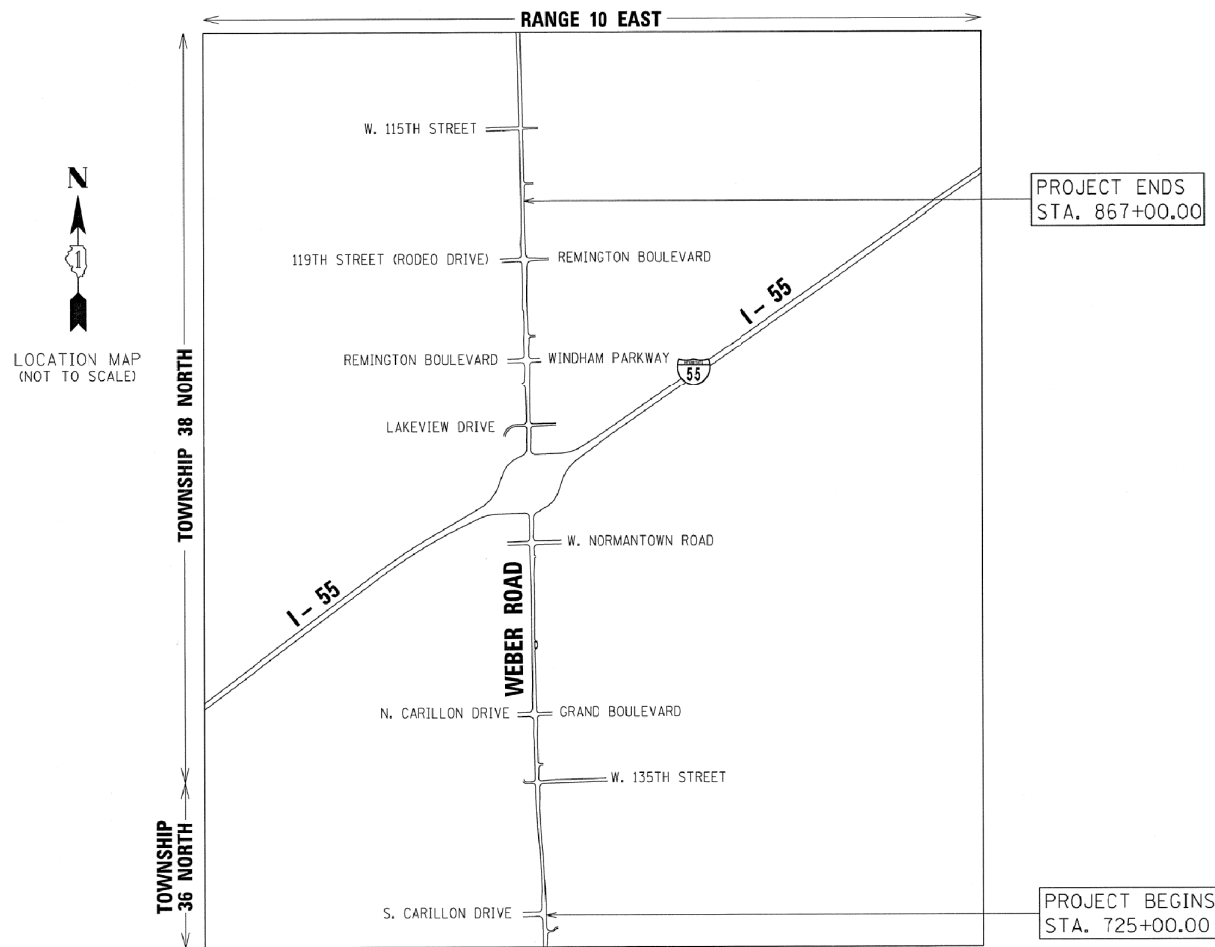 RANGE 10 EAST
W. 115TH STREET
N
PROJECT ENDS
STA. 867+00.00
1
119TH STREET (RODEO DRIVE)
REMINGTON BOULEVARD
I - 55
LOCATION MAP
(NOT TO SCALE)
REMINGTON BOULEVARD
WINDHAM PARKWAY
INTERSTATE
55
TOWNSHIP 38 NORTH
LAKEVIEW DRIVE
W. NORMANTOWN ROAD
I - 55
WEBER ROAD
N. CARILLON DRIVE
GRAND BOULEVARD
W. 135TH STREET
TOWNSHIP
36 NORTH
S. CARILLON DRIVE
PROJECT BEGINS
STA. 725+00.00